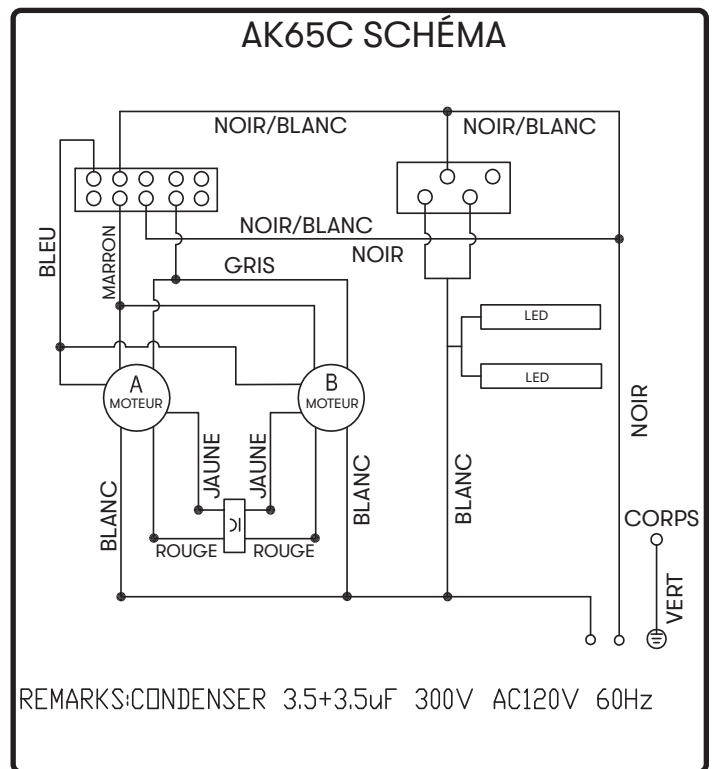 AK65C SCHÉMA
NOIR/BLANC
NOIR/BLANC
BLEU
MARRON
NOIR/BLANC
NOIR
GRIS
LED
LED
A
MOTEUR
B
MOTEUR
NOIR
JAUNE
JAUNE
BLANC
BLANC
BLANC
ROUGE
ROUGE
CORPS
VERT
REMARKS:CONDENSER 3.5+3.5uF 300V AC120V 60Hz